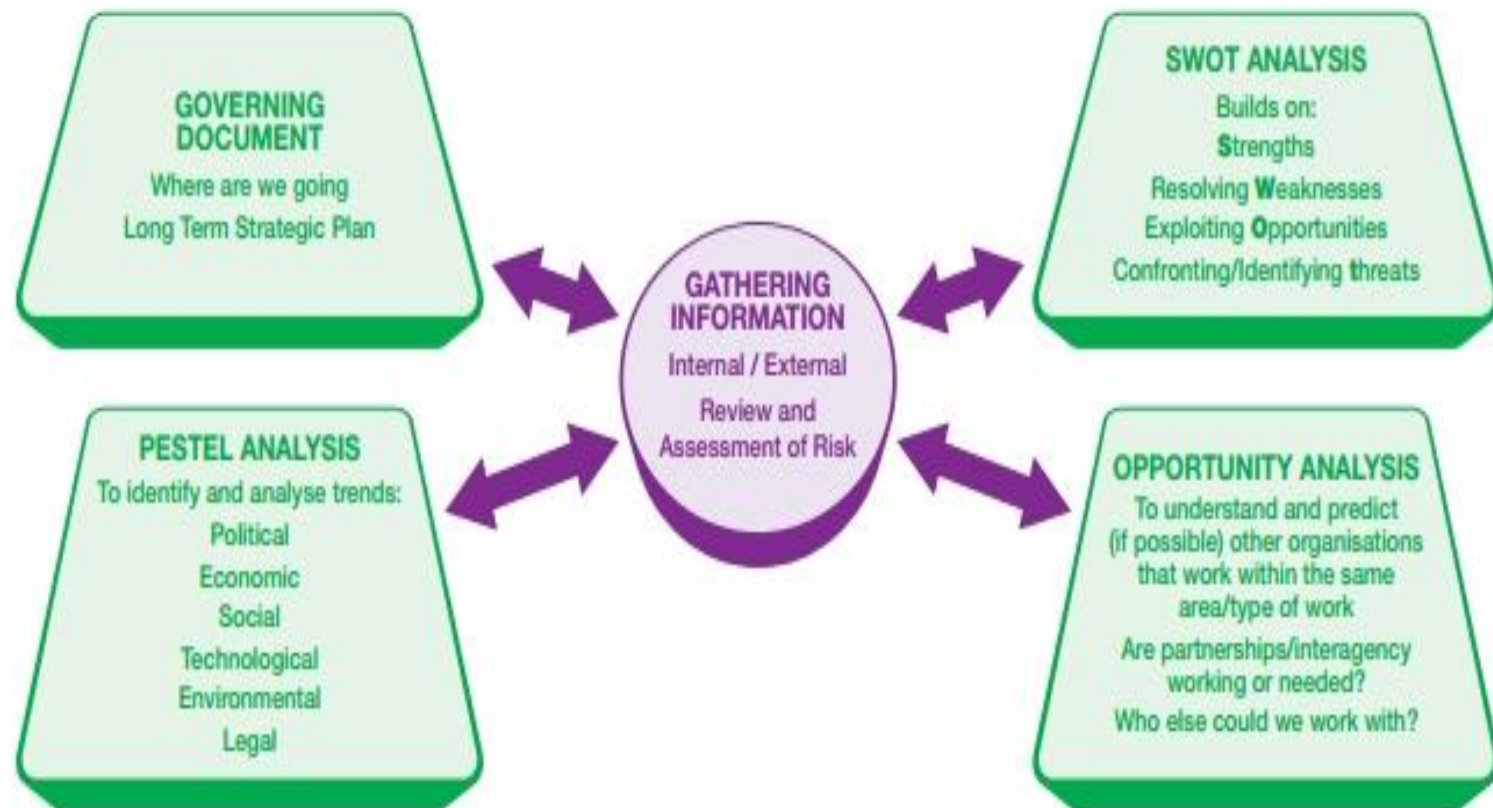 GOVERNING
DOCUMENT
Where are we going
Long Term Strategic Plan
SWOT ANALYSIS
Builds on:
Strengths
Resolving Weaknesses
Exploiting Opportunities
Confronting/Identifying threats
GATHERING
INFORMATION
Internal / External
Review and
Assessment of Risk
PESTEL ANALYSIS
To identify and analyse trends:
Political
Economic
Social
Technological
Environmental
Legal
OPPORTUNITY ANALYSIS
To understand and predict
(if possible) other organisations
that work within the same
area/type of work
Are partnerships/interagency
working or needed?
Who else could we work with?